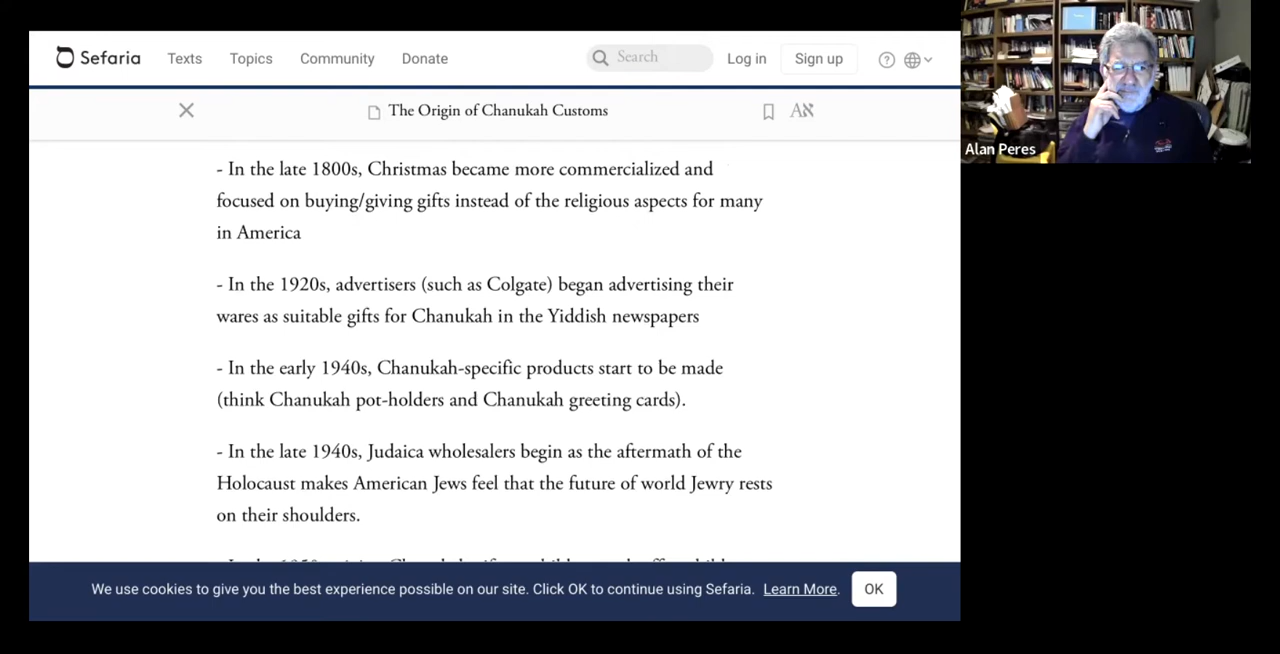 Sefaria Texts Topics Community Donate Search Log in Sign up
The Origin of Chanukah Customs Aא
- In the late 1800s, Christmas became more commercialized and
focused on buying/giving gifts instead of the religious aspects for many
in America
- In the 1920s, advertisers (such as Colgate) began advertising their
wares as suitable gifts for Chanukah in the Yiddish newspapers
- In the early 1940s, Chanukah-specific products start to be made
(think Chanukah pot-holders and Chanukah greeting cards).
- In the late 1940s, Judaica wholesalers begin as the aftermath of the
Holocaust makes American Jews feel that the future of world Jewry rests
on their shoulders.
We use cookies to give you the best experience possible on our site. Click OK to continue using Sefaria. Learn More. OK
Alan Peres